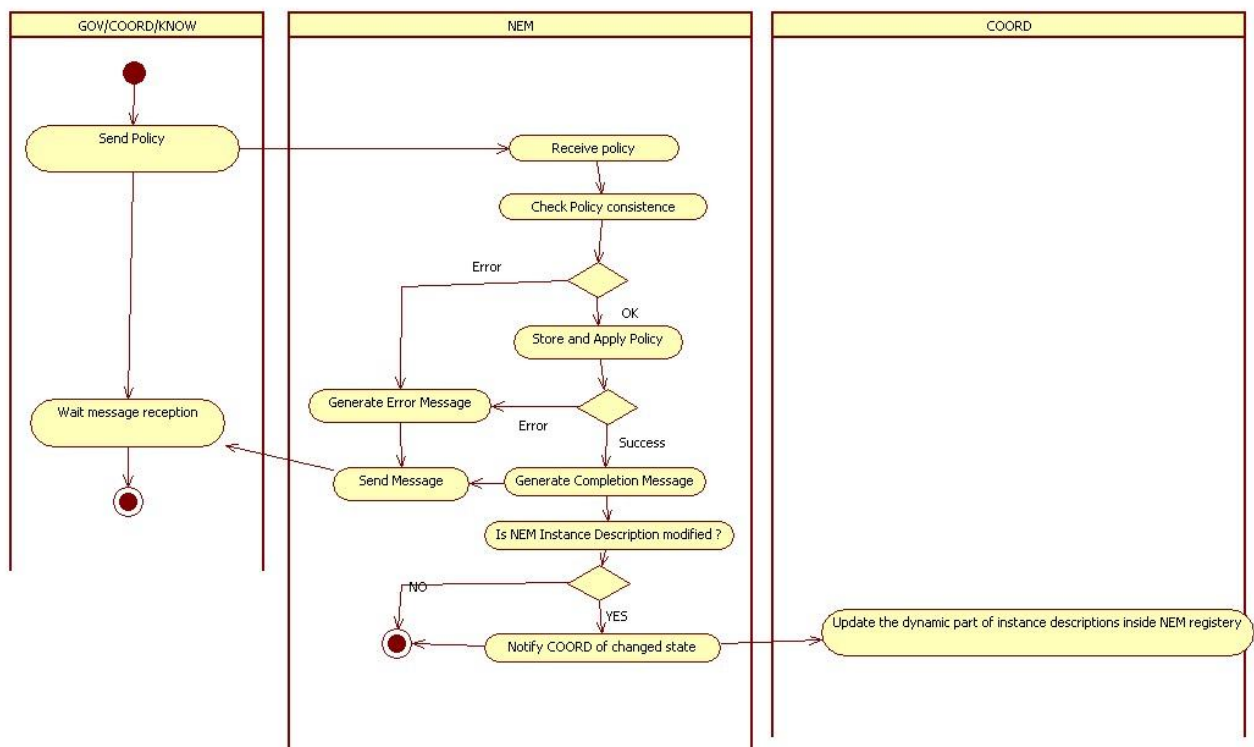 GOV/COORD/KNOW
NEM
COORD
Send Policy
Receive policy
Check Policy consistence
Error
OK
Store and Apply Policy
Wait message reception
Generate Error Message
Error
Success
Send Message
Generate Completion Message
Is NEM Instance Description modified ?
NO
YES
Notify COORD of changed state
Update the dynamic part of instance descriptions inside NEM registery